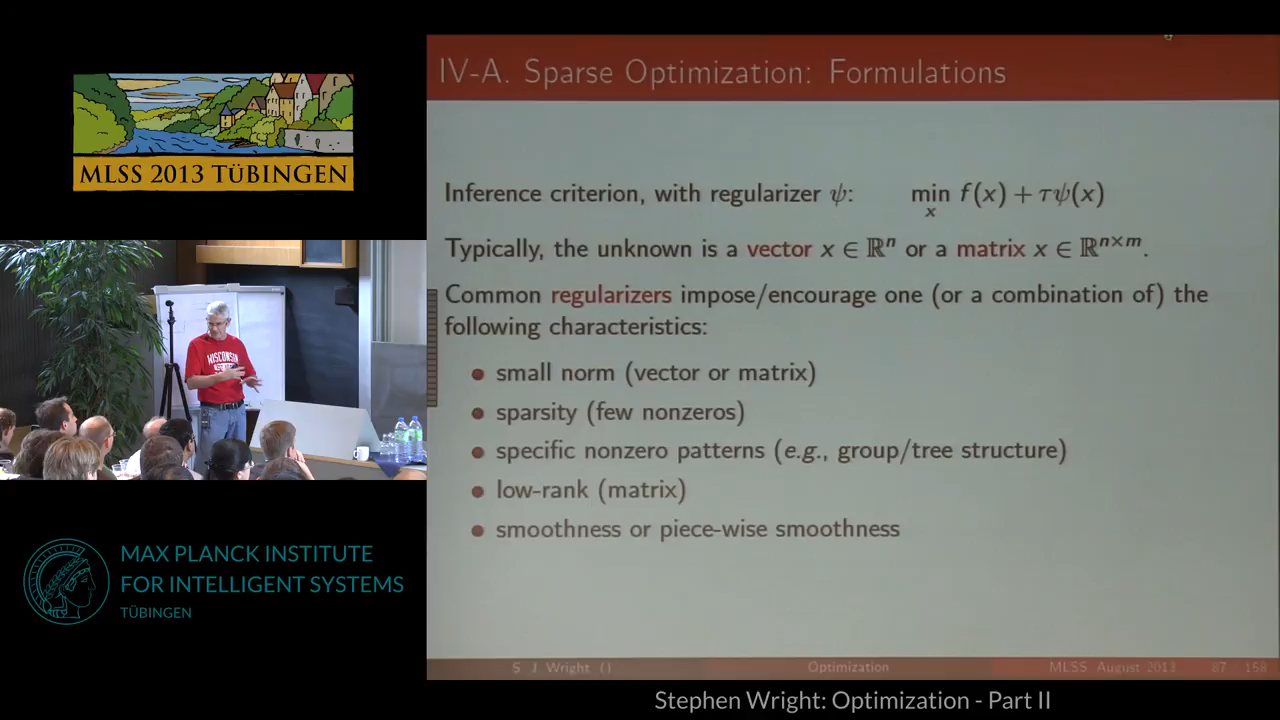 MLSS 2013 TÜBINGEN
WISCONSIN
MAX PLANCK INSTITUTE
FOR INTELLIGENT SYSTEMS
TÜBINGEN
IV-A. Sparse Optimization: Formulations
Inference criterion, with regularizer ψ: min_x f(x) + τψ(x)
Typically, the unknown is a vector x ∈ ℝⁿ or a matrix x ∈ ℝⁿˣᵐ.
Common regularizers impose/encourage one (or a combination of) the
following characteristics:
• small norm (vector or matrix)
• sparsity (few nonzeros)
• specific nonzero patterns (e.g., group/tree structure)
• low-rank (matrix)
• smoothness or piece-wise smoothness
S J Wright () Optimization MLSS August 2013 87 / 158
Stephen Wright: Optimization - Part II